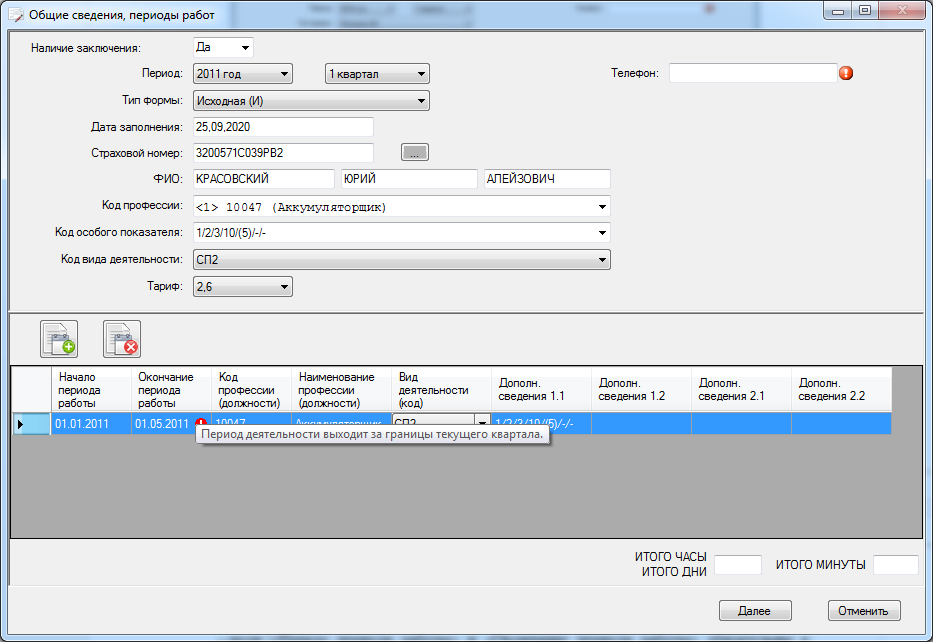 Общие сведения, периоды работ
Наличие заключения: Да
Период: 2011 год 1 квартал Телефон:
Тип формы: Исходная (И)
Дата заполнения: 25,09,2020
Страховой номер: 3200571С039РВ2 ...
ФИО: КРАСОВСКИЙ ЮРИЙ АЛЕЙЗОВИЧ
Код профессии: <1> 10047 (Аккумуляторщик)
Код особого показателя: 1/2/3/10/(5)/-/-
Код вида деятельности: СП2
Тариф: 2,6
Начало периода работы
Окончание периода работы
Код профессии (должности)
Наименование профессии (должности)
Вид деятельности (код)
Дополн. сведения 1.1
Дополн. сведения 1.2
Дополн. сведения 2.1
Дополн. сведения 2.2
01.01.2011 01.05.2011 10047 Аккумуляторщик СП2 1/2/3/10/(5)/-/-
Период деятельности выходит за границы текущего квартала.
ИТОГО ЧАСЫ ИТОГО МИНУТЫ
ИТОГО ДНИ
Далее Отменить